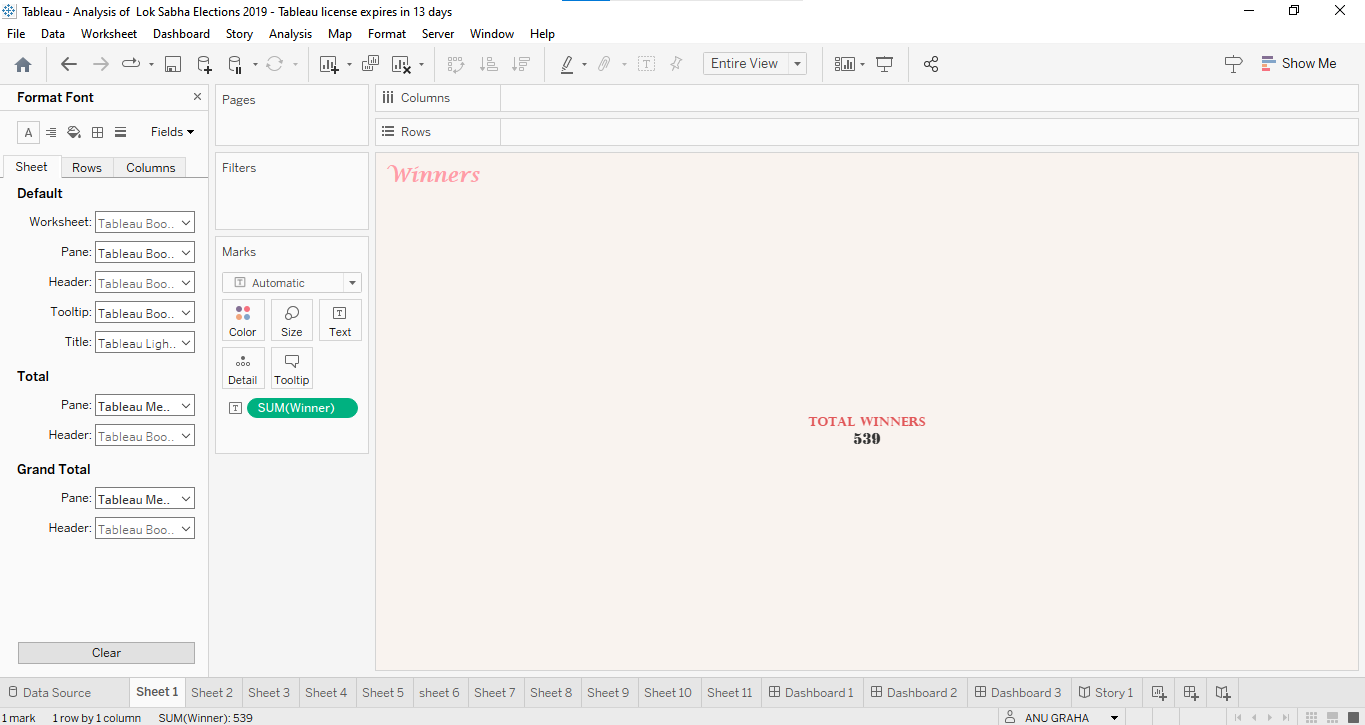 Tableau - Analysis of  Lok Sabha Elections 2019 - Tableau license expires in 13 days
File Data Worksheet Dashboard Story Analysis Map Format Server Window Help
Entire View
Show Me
Format Font
A
Fields
Sheet Rows Columns
Default
Worksheet: Tableau Boo..
Pane: Tableau Boo..
Header: Tableau Boo..
Tooltip: Tableau Boo..
Title: Tableau Ligh..
Total
Pane: Tableau Me..
Header: Tableau Boo..
Grand Total
Pane: Tableau Me..
Header: Tableau Boo..
Clear
Pages
Filters
Marks
Automatic
Color Size Text
Detail Tooltip
SUM(Winner)
Columns
Rows
Winners
TOTAL WINNERS
539
Data Source Sheet 1 Sheet 2 Sheet 3 Sheet 4 Sheet 5 sheet 6 Sheet 7 Sheet 8 Sheet 9 Sheet 10 Sheet 11 Dashboard 1 Dashboard 2 Dashboard 3 Story 1
1 mark 1 row by 1 column SUM(Winner): 539 ANU GRAHA